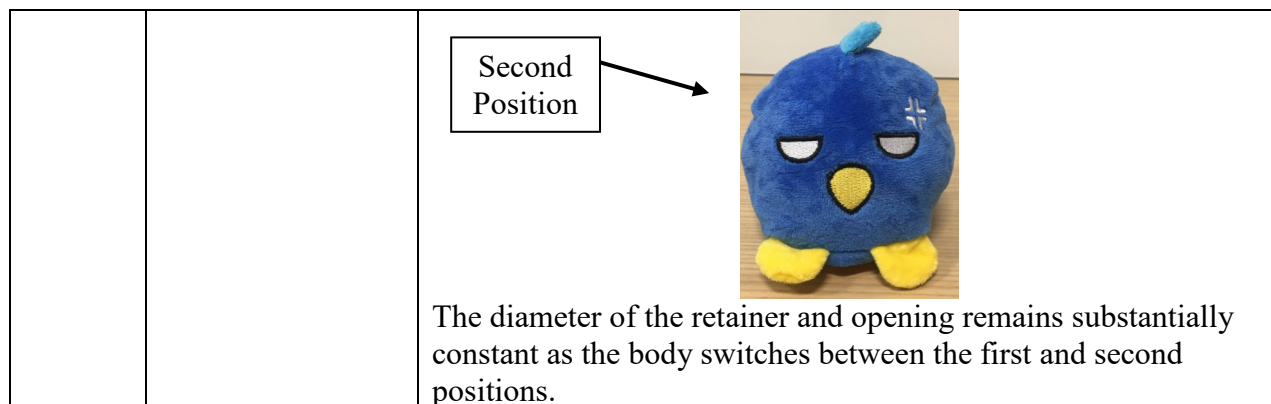 Second
Position
The diameter of the retainer and opening remains substantially
constant as the body switches between the first and second
positions.